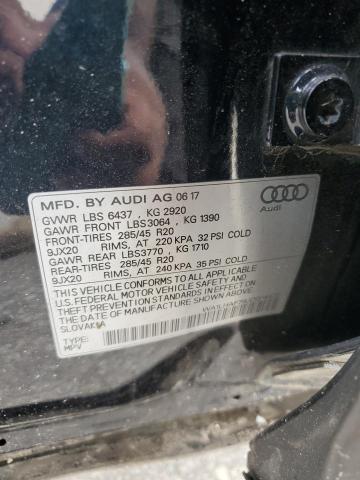 MFD. BY AUDI AG 06 17
GVWR LBS 6437 , KG 2920
GAWR FRONT LBS3064 , KG 1390
FRONT-TIRES 285/45 R20
9JX20 RIMS, AT 220 KPA 32 PSI COLD
GAWR REAR LBS3770 , KG 1710
REAR-TIRES 285/45 R20
9JX20 RIMS, AT 240 KPA 35 PSI COLD
THIS VEHICLE CONFORMS TO ALL APPLICABLE
U.S. FEDERAL MOTOR VEHICLE SAFETY AND
THEFT PREVENTION STANDARDS IN EFFECT ON
THE DATE OF MANUFACTURE SHOWN ABOVE.
SLOVAKIA
TYPE:
MPV
Audi